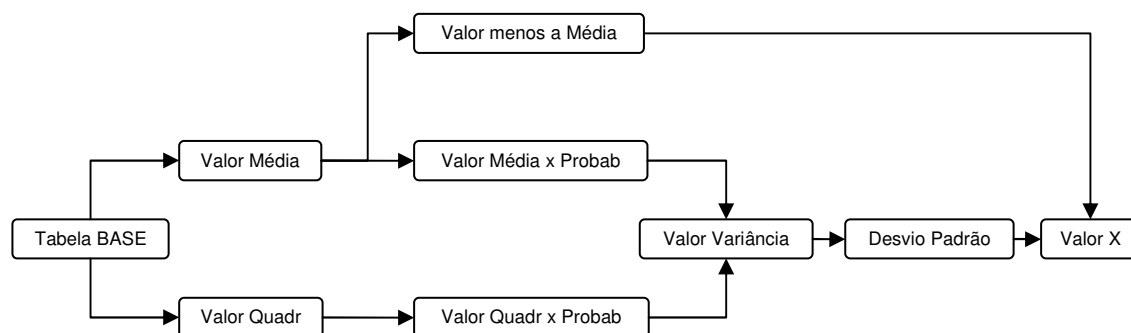 Valor menos a Média
Valor Média
Valor Média x Probab
Tabela BASE
Valor Variância
Desvio Padrão
Valor X
Valor Quadr
Valor Quadr x Probab